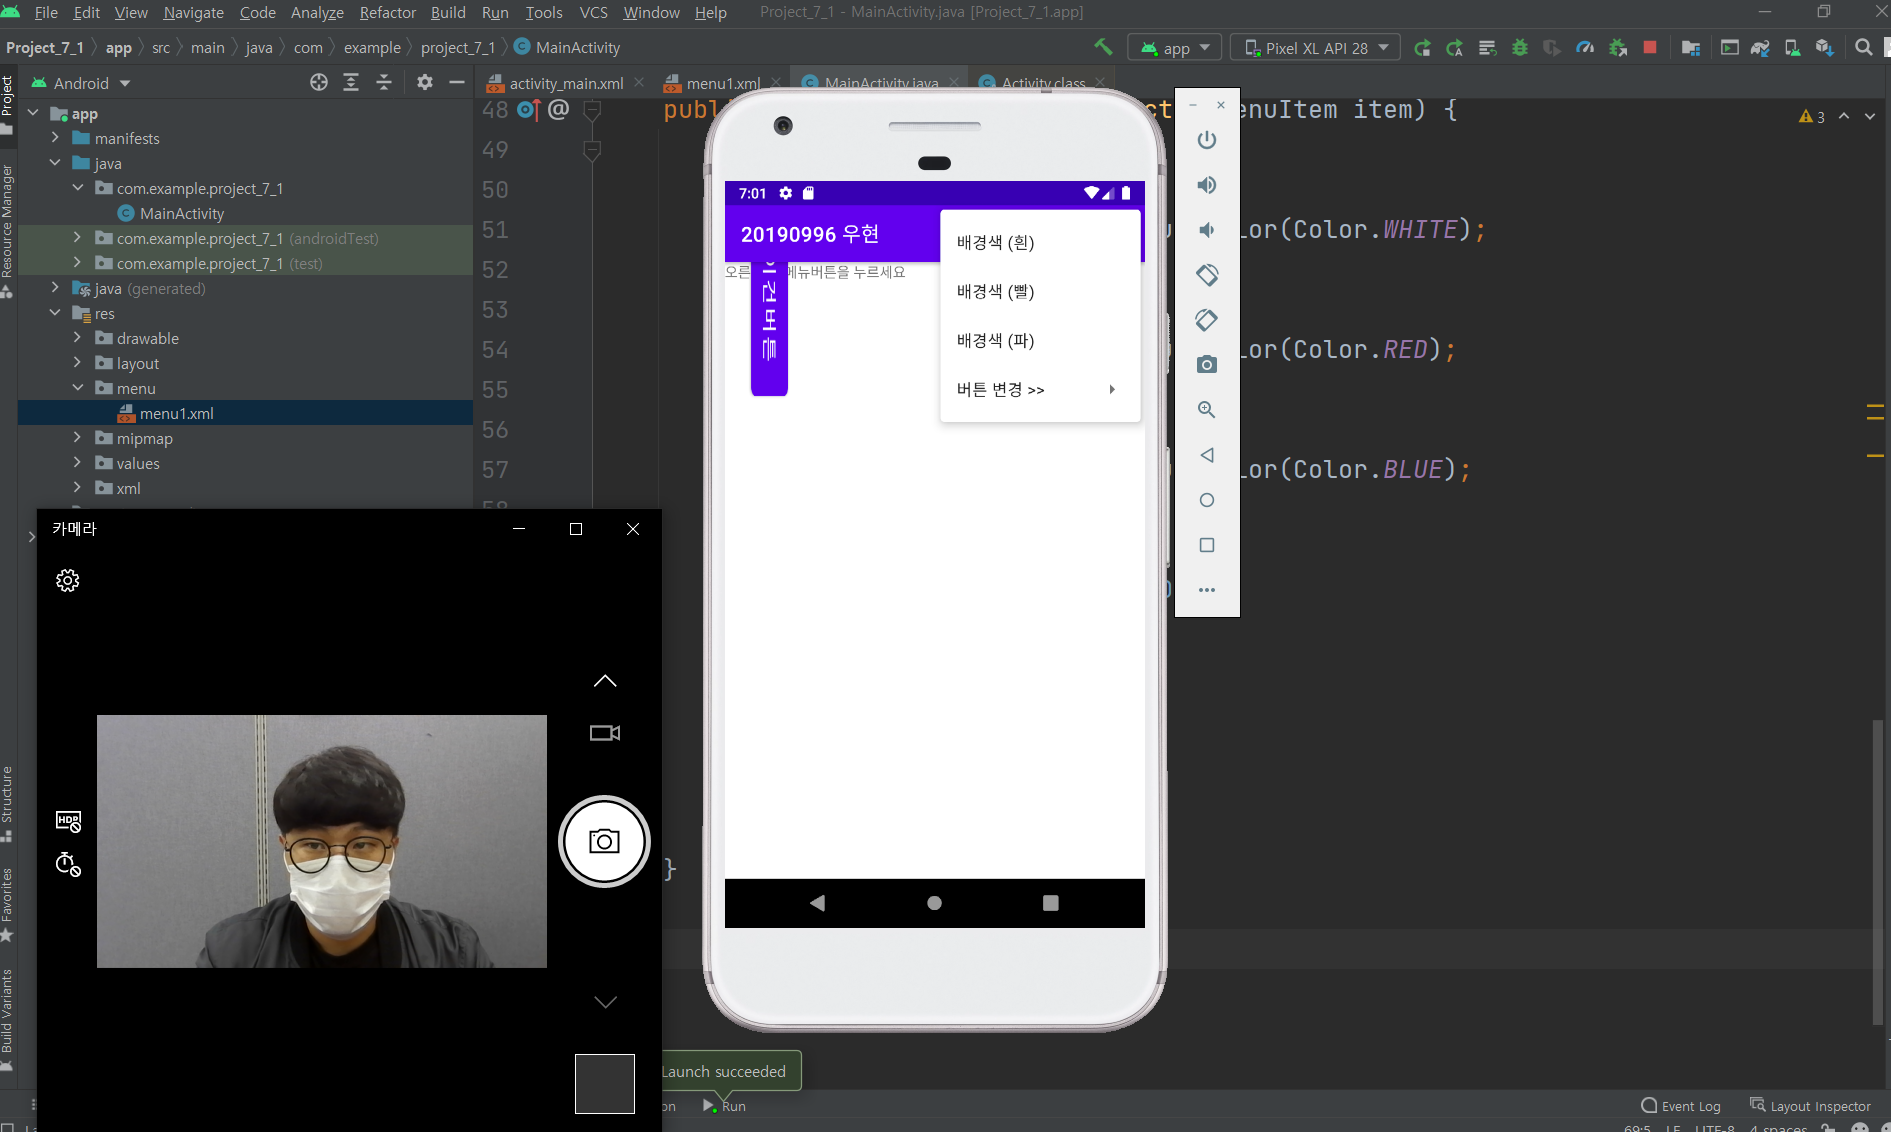 File Edit View Navigate Code Analyze Refactor Build Run Tools VCS Window Help Project_7_1 - MainActivity.java [Project_7_1.app]
Project_7_1 app src main java com example project_7_1 MainActivity
app Pixel XL API 28
Android
activity_main.xml menu1.xml MainActivity.java Activity.class
Project
Resource Manager
Structure
Favorites
Build Variants
app
manifests
java
com.example.project_7_1
MainActivity
com.example.project_7_1 (androidTest)
com.example.project_7_1 (test)
java (generated)
res
drawable
layout
menu
menu1.xml
mipmap
values
xml
48 @ publ ct enuItem item) {
3
49
50
51 lor(Color.WHITE);
52
53
54 lor(Color.RED);
55
56
57 lor(Color.BLUE);
58
}
7:01
20190996 우현
오른 메뉴버튼을 누르세요
건 버튼
배경색 (흰)
배경색 (빨)
배경색 (파)
버튼 변경 >>
카메라
HDR
Launch succeeded
on Run
Event Log Layout Inspector
69:5 LF UTF-8 4 spaces